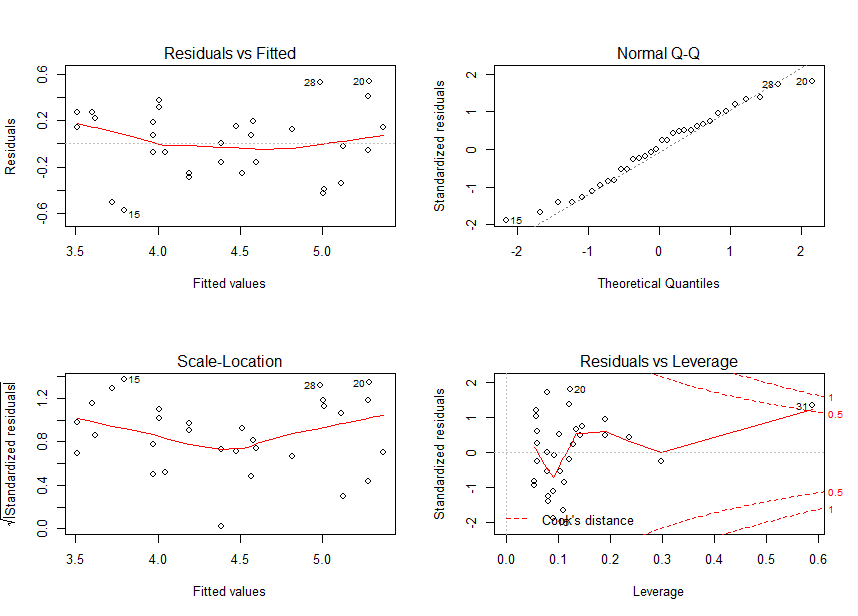 Residuals vs Fitted
Residuals
0.6
0.2
-0.2
-0.6
28
20
15
3.5 4.0 4.5 5.0
Fitted values
Normal Q-Q
Standardized residuals
2
1
0
-1
-2
28
20
15
-2 -1 0 1 2
Theoretical Quantiles
Scale-Location
√|Standardized residuals|
1.2
0.8
0.4
0.0
15
28
20
3.5 4.0 4.5 5.0
Fitted values
Residuals vs Leverage
Standardized residuals
2
1
0
-1
-2
20
31
1
0.5
0.5
1
Cook's distance
0.0 0.1 0.2 0.3 0.4 0.5 0.6
Leverage